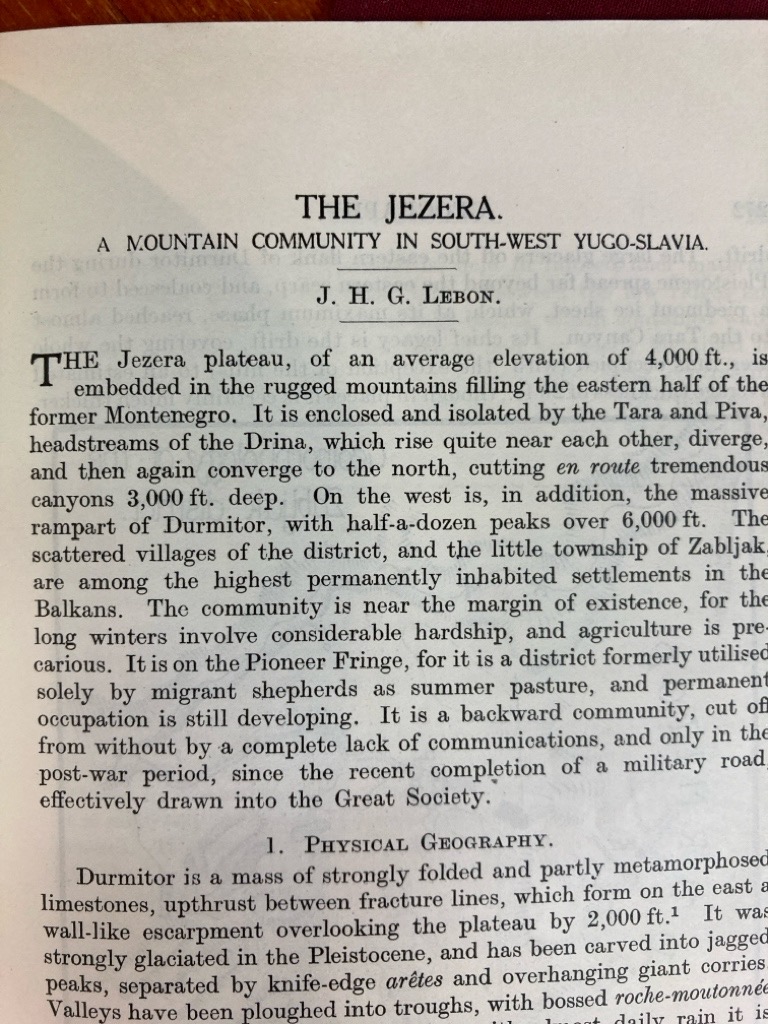 THE JEZERA.
A MOUNTAIN COMMUNITY IN SOUTH-WEST YUGO-SLAVIA.
J. H. G. LEBON.
THE Jezera plateau, of an average elevation of 4,000 ft., is
embedded in the rugged mountains filling the eastern half of the
former Montenegro. It is enclosed and isolated by the Tara and Piva,
headstreams of the Drina, which rise quite near each other, diverge,
and then again converge to the north, cutting en route tremendous
canyons 3,000 ft. deep. On the west is, in addition, the massive
rampart of Durmitor, with half-a-dozen peaks over 6,000 ft. The
scattered villages of the district, and the little township of Zabljak,
are among the highest permanently inhabited settlements in the
Balkans. The community is near the margin of existence, for the
long winters involve considerable hardship, and agriculture is pre-
carious. It is on the Pioneer Fringe, for it is a district formerly utilised
solely by migrant shepherds as summer pasture, and permanent
occupation is still developing. It is a backward community, cut off
from without by a complete lack of communications, and only in the
post-war period, since the recent completion of a military road,
effectively drawn into the Great Society.
1. PHYSICAL GEOGRAPHY.
Durmitor is a mass of strongly folded and partly metamorphosed
limestones, upthrust between fracture lines, which form on the east a
wall-like escarpment overlooking the plateau by 2,000 ft.¹ It was
strongly glaciated in the Pleistocene, and has been carved into jagged
peaks, separated by knife-edge arêtes and overhanging giant corries.
Valleys have been ploughed into troughs, with bossed roche-moutonnée
daily rain it is